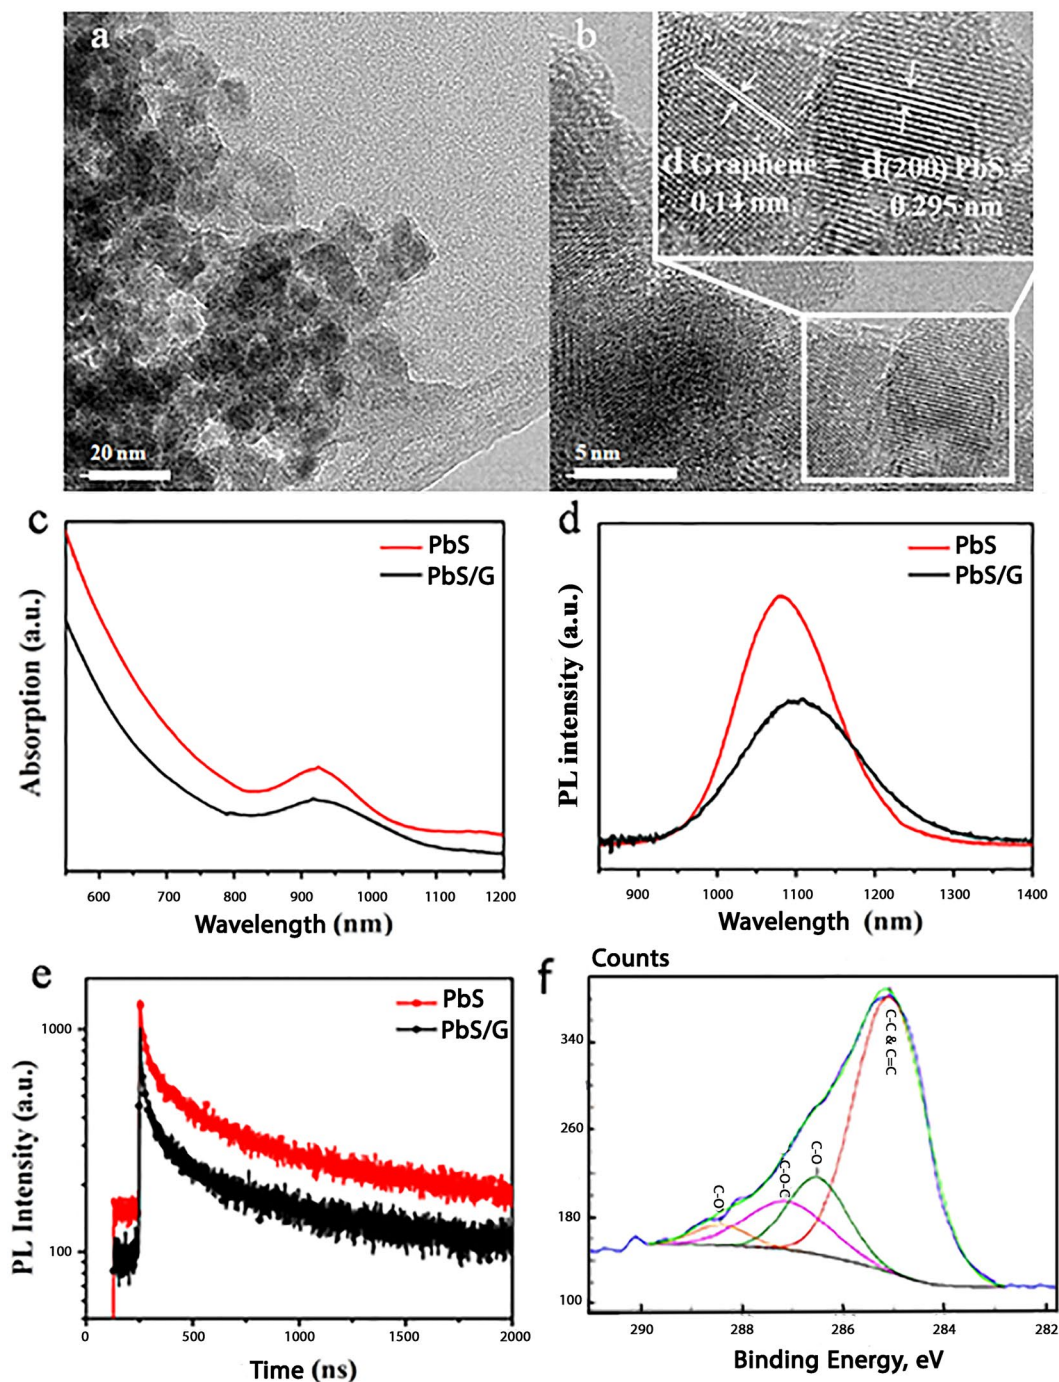 a
20 nm
b
d Graphene =
0.14 nm
d(200) PbS =
0.295 nm
5 nm
c
PbS
PbS/G
Absorption (a.u.)
600 700 800 900 1000 1100 1200
Wavelength (nm)
d
PbS
PbS/G
PL intensity (a.u.)
900 1000 1100 1200 1300 1400
Wavelength (nm)
e
PbS
PbS/G
PL Intensity (a.u.)
1000
100
0 500 1000 1500 2000
Time (ns)
f
Counts
340
260
180
100
C-O
C-O-C
C-O
C-C & C=C
290 288 286 284 282
Binding Energy, eV